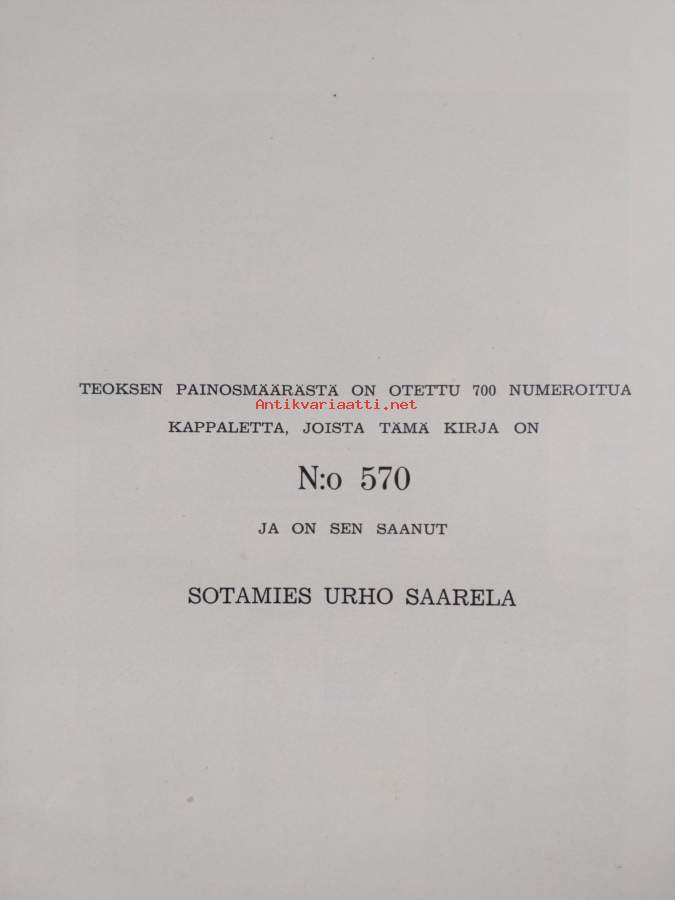 TEOKSEN PAINOSMÄÄRÄSTÄ ON OTETTU 700 NUMEROITUA
Antikvariaatti.net
KAPPALETTA, JOISTA TÄMÄ KIRJA ON
N:o 570
JA ON SEN SAANUT
SOTAMIES URHO SAARELA